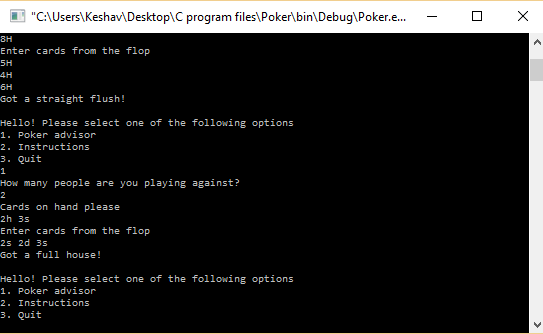 "C:\Users\Keshav\Desktop\C program files\Poker\bin\Debug\Poker.e...
8H
Enter cards from the flop
5H
4H
6H
Got a straight flush!
Hello! Please select one of the following options
1. Poker advisor
2. Instructions
3. Quit
1
How many people are you playing against?
2
Cards on hand please
2h 3s
Enter cards from the flop
2s 2d 3s
Got a full house!
Hello! Please select one of the following options
1. Poker advisor
2. Instructions
3. Quit